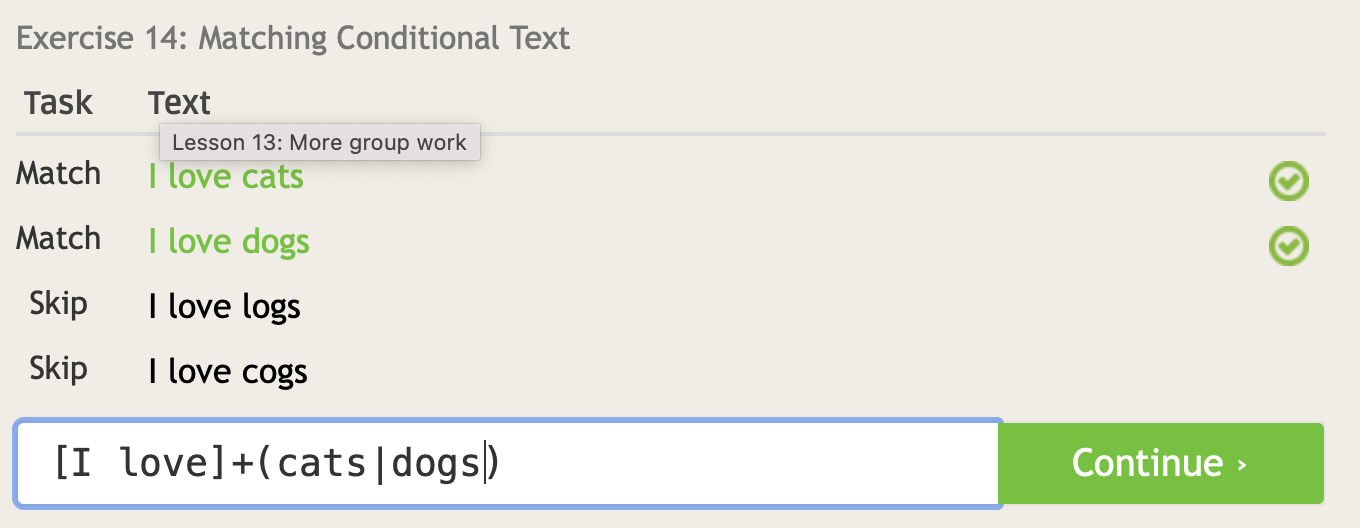 Exercise 14: Matching Conditional Text
Task Text
Lesson 13: More group work
Match I love cats
Match I love dogs
Skip I love logs
Skip I love cogs
[I love]+(cats|dogs) Continue ›